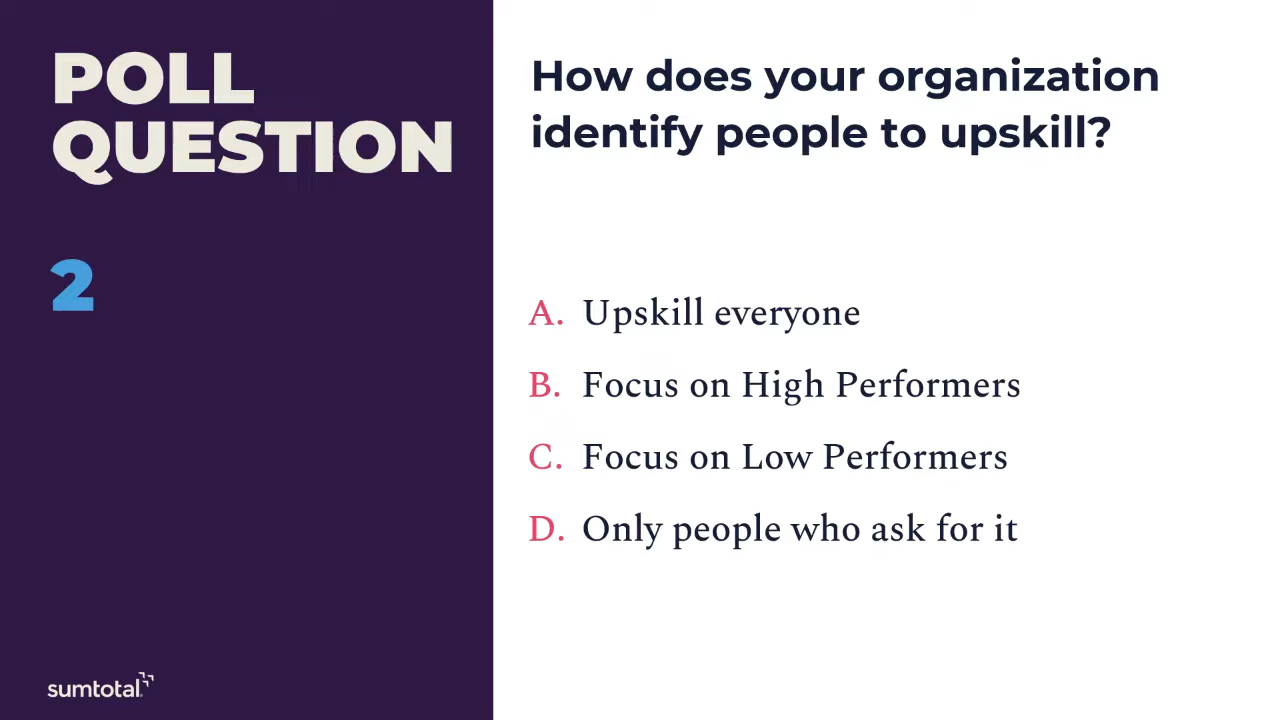 POLL
QUESTION
2
How does your organization
identify people to upskill?
A. Upskill everyone
B. Focus on High Performers
C. Focus on Low Performers
D. Only people who ask for it
sumtotal